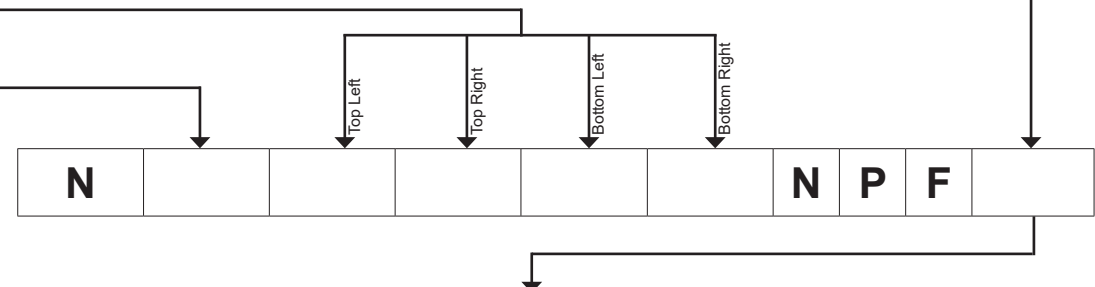 Top Left
Top Right
Bottom Left
Bottom Right
N N P F